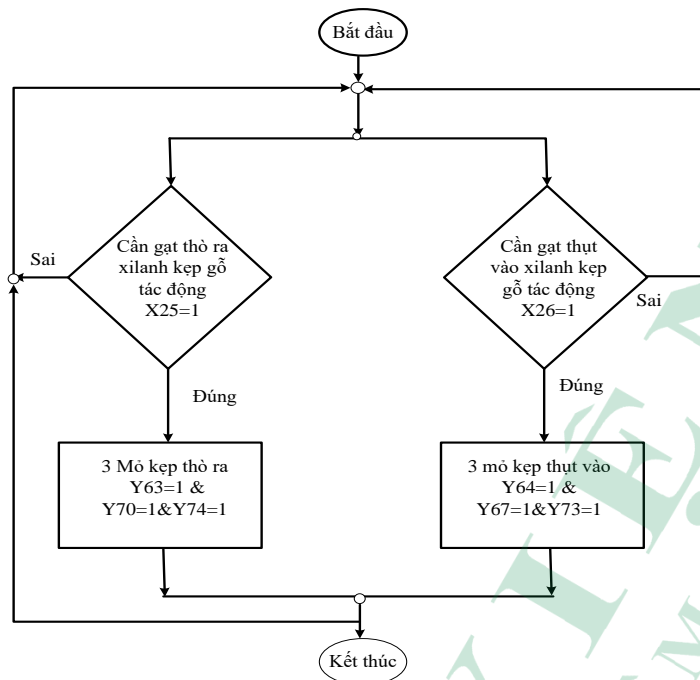 Bắt đầu
Cần gạt thò ra
xilanh kẹp gỗ
tác động
X25=1
Sai
Đúng
3 Mỏ kẹp thò ra
Y63=1 &
Y70=1&Y74=1
Cần gạt thụt
vào xilanh kẹp
gỗ tác động
X26=1
Sai
Đúng
3 mỏ kẹp thụt vào
Y64=1 &
Y67=1&Y73=1
Kết thúc